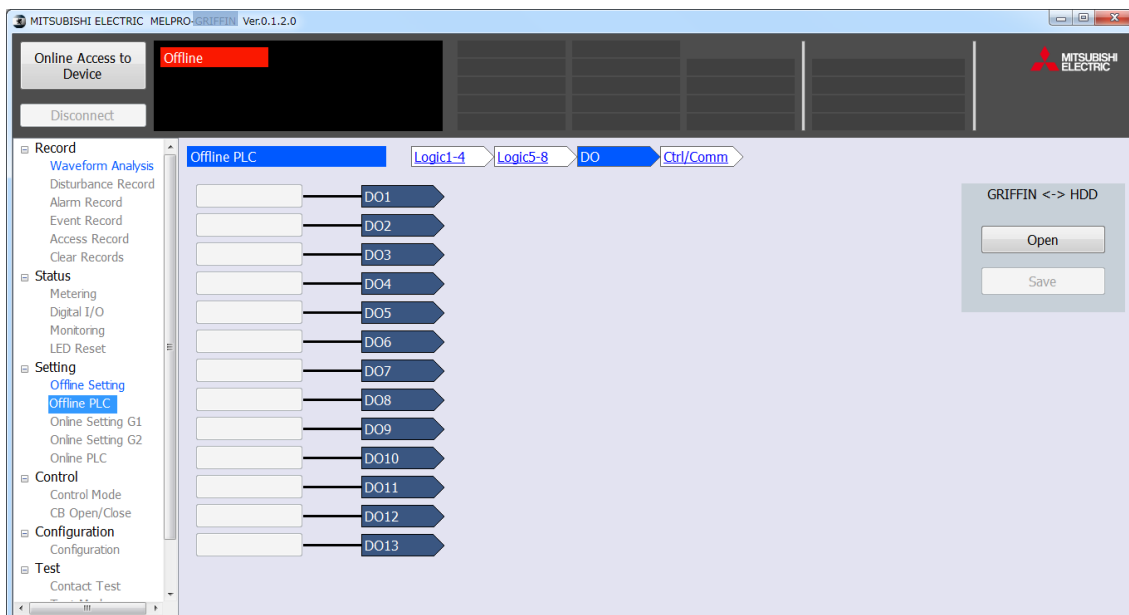 MITSUBISHI ELECTRIC MELPRO-GRIFFIN Ver.0.1.2.0
Online Access to
Device
Offline
MITSUBISHI
ELECTRIC
Disconnect
Record
Waveform Analysis
Disturbance Record
Alarm Record
Event Record
Access Record
Clear Records
Status
Metering
Digital I/O
Monitoring
LED Reset
Setting
Offline Setting
Offline PLC
Online Setting G1
Online Setting G2
Online PLC
Control
Control Mode
CB Open/Close
Configuration
Configuration
Test
Contact Test
Offline PLC
Logic1-4
Logic5-8
DO
Ctrl/Comm
DO1
DO2
DO3
DO4
DO5
DO6
DO7
DO8
DO9
DO10
DO11
DO12
DO13
GRIFFIN <-> HDD
Open
Save